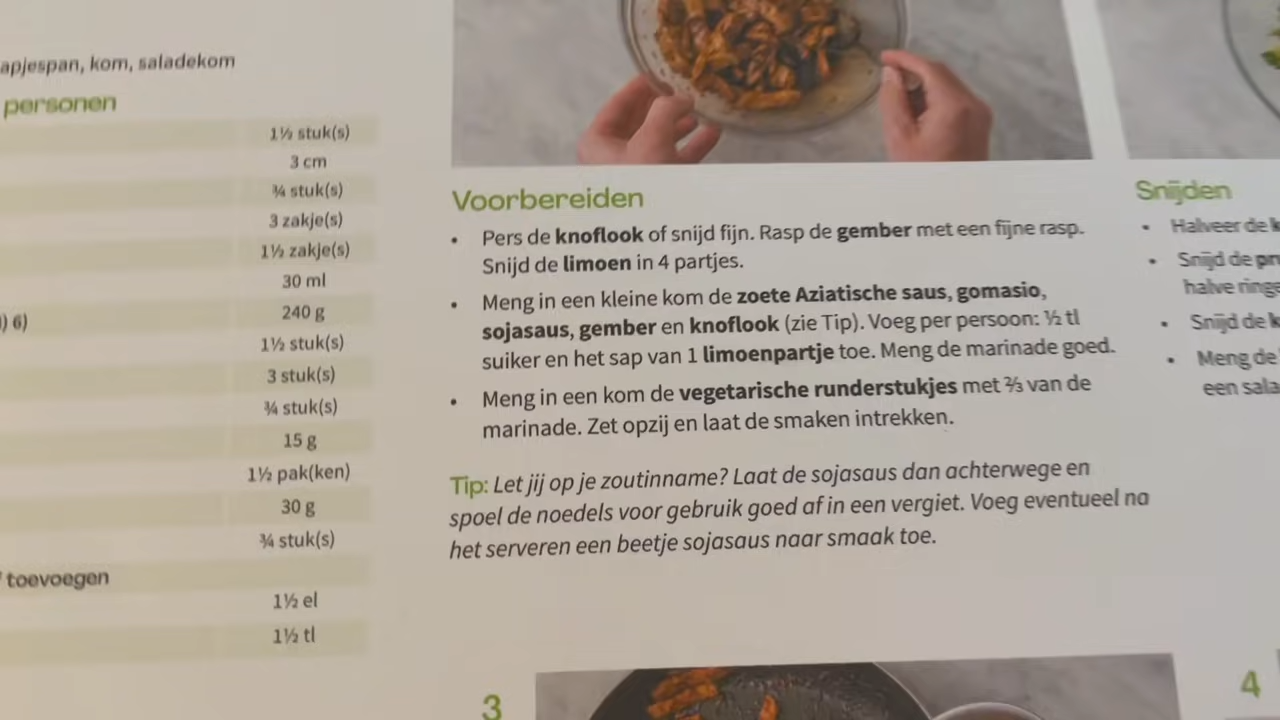 apjespan, kom, saladekom
personen
1½ stuk(s)
3 cm
¾ stuk(s)
3 zakje(s)
1½ zakje(s)
30 ml
6)
240 g
1½ stuk(s)
3 stuk(s)
¾ stuk(s)
15 g
1½ pak(ken)
30 g
¾ stuk(s)
toevoegen
1½ el
1½ tl
Voorbereiden
• Pers de knoflook of snijd fijn. Rasp de gember met een fijne rasp.
Snijd de limoen in 4 partjes.
• Meng in een kleine kom de zoete Aziatische saus, gomasio,
sojasaus, gember en knoflook (zie Tip). Voeg per persoon: ½ tl
suiker en het sap van 1 limoenpartje toe. Meng de marinade goed.
• Meng in een kom de vegetarische runderstukjes met ⅔ van de
marinade. Zet opzij en laat de smaken intrekken.
Tip: Let jij op je zoutinname? Laat de sojasaus dan achterwege en
spoel de noedels voor gebruik goed af in een vergiet. Voeg eventueel na
het serveren een beetje sojasaus naar smaak toe.
3
Snijden
• Halveer de k
• Snijd de pr
halve ringe
• Snijd de k
• Meng de
een sala
4